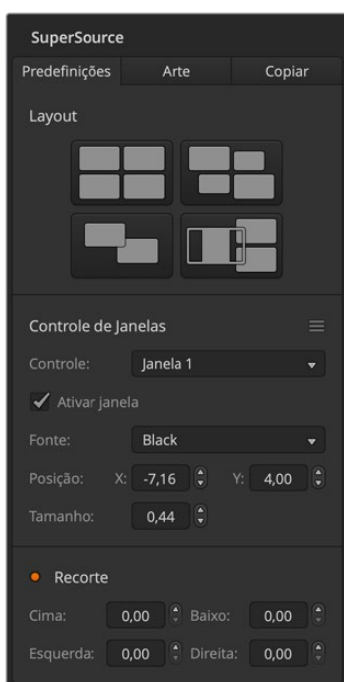 SuperSource
Predefinições Arte Copiar
Layout
Controle de Janelas
Controle: Janela 1
Ativar janela
Fonte: Black
Posição: X: -7,16 Y: 4,00
Tamanho: 0,44
Recorte
Cima: 0,00 Baixo: 0,00
Esquerda: 0,00 Direita: 0,00